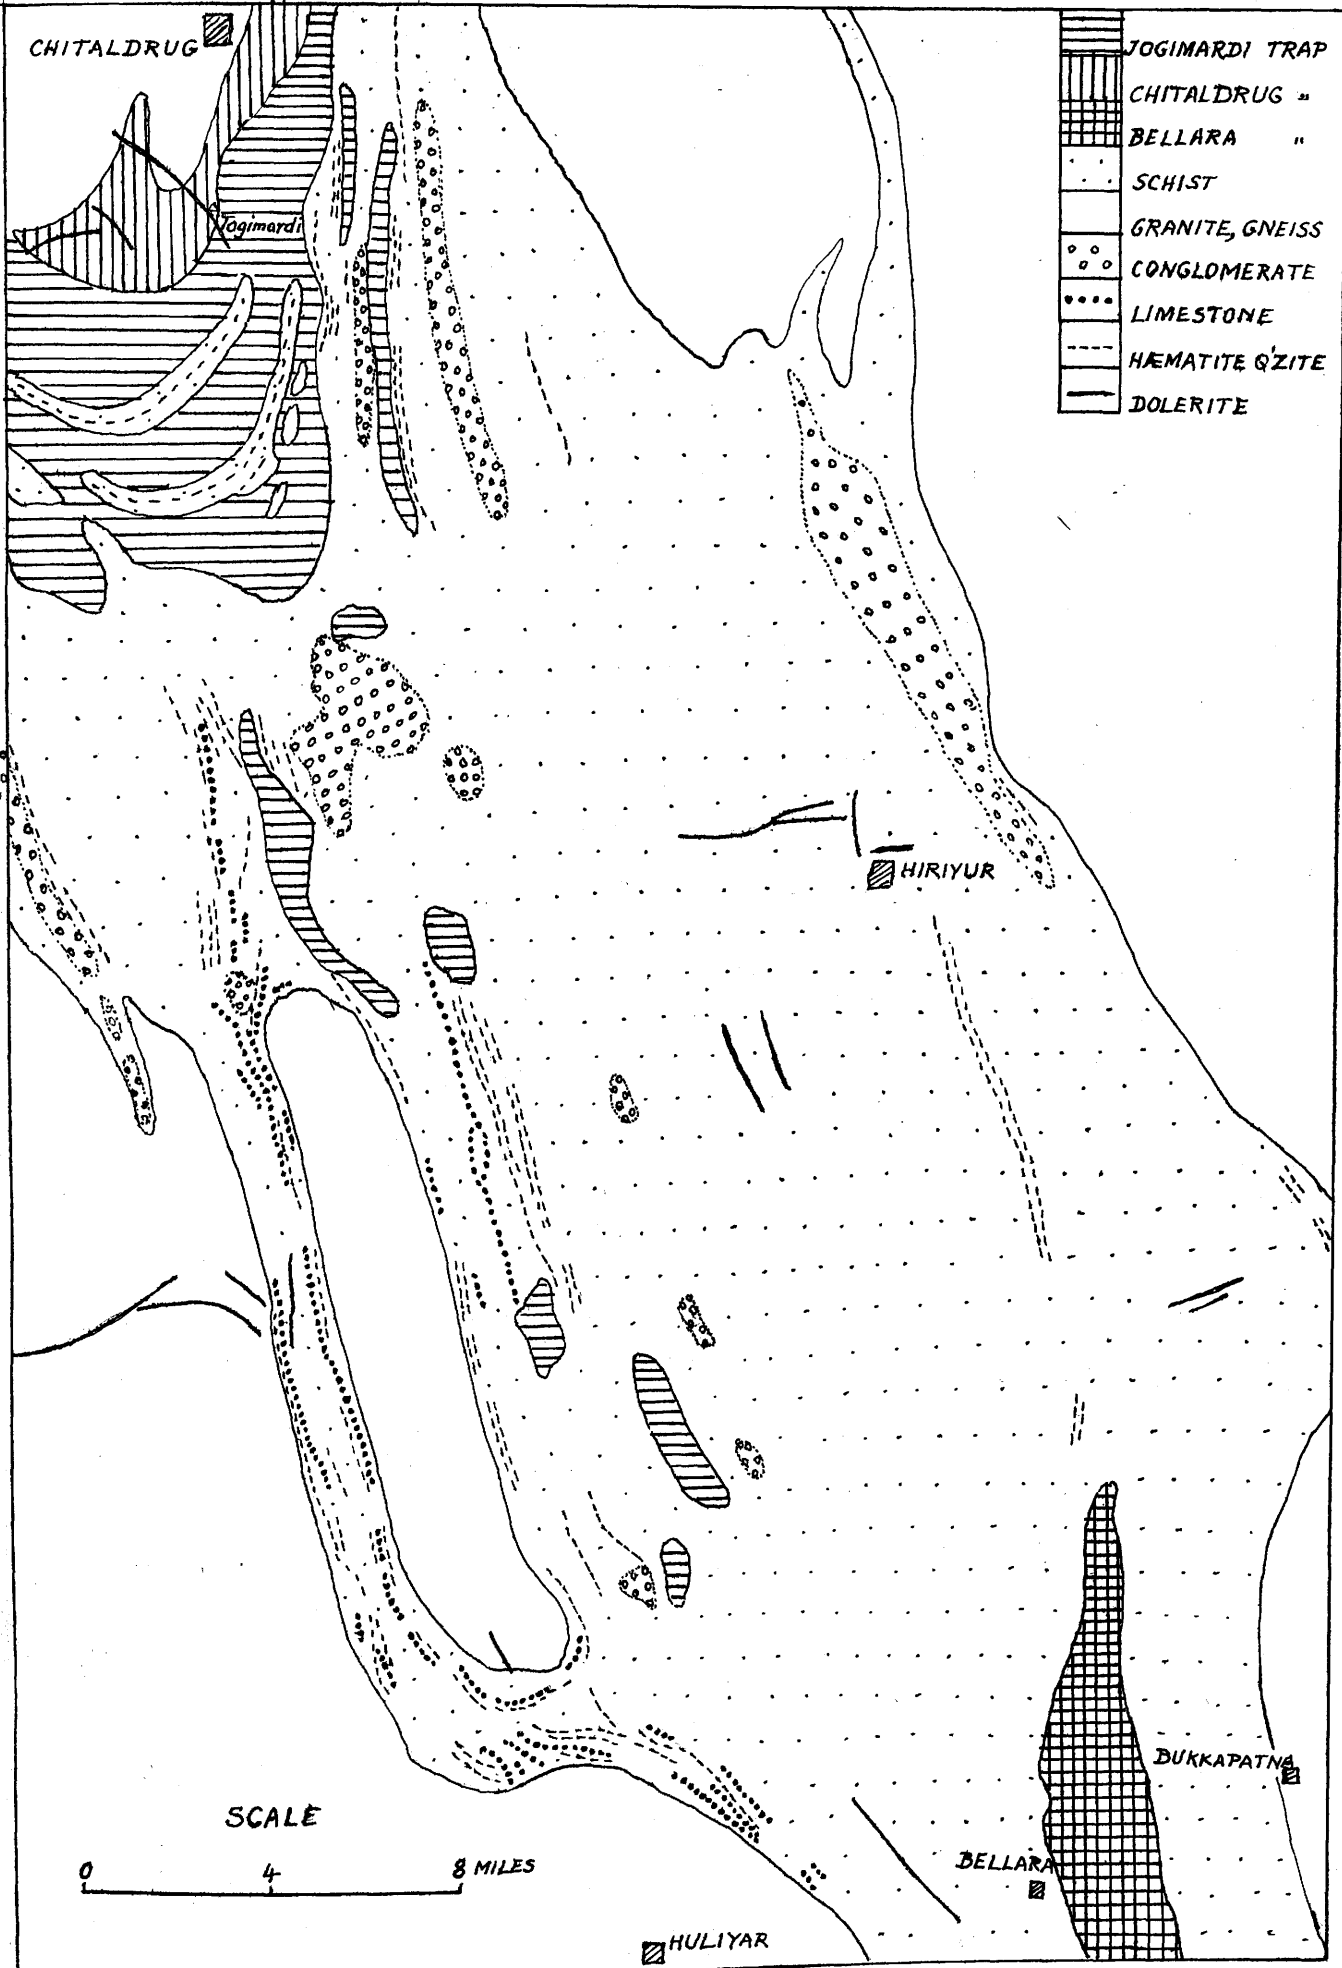 CHITALDRUG
JOGIMARDI TRAP
CHITALDRUG "
BELLARA "
SCHIST
GRANITE, GNEISS
CONGLOMERATE
LIMESTONE
HÆMATITE Q'ZITE
DOLERITE
Jogimardi
HIRIYUR
BUKKAPATNA
SCALE
0 4 8 MILES
BELLARA
HULIYAR